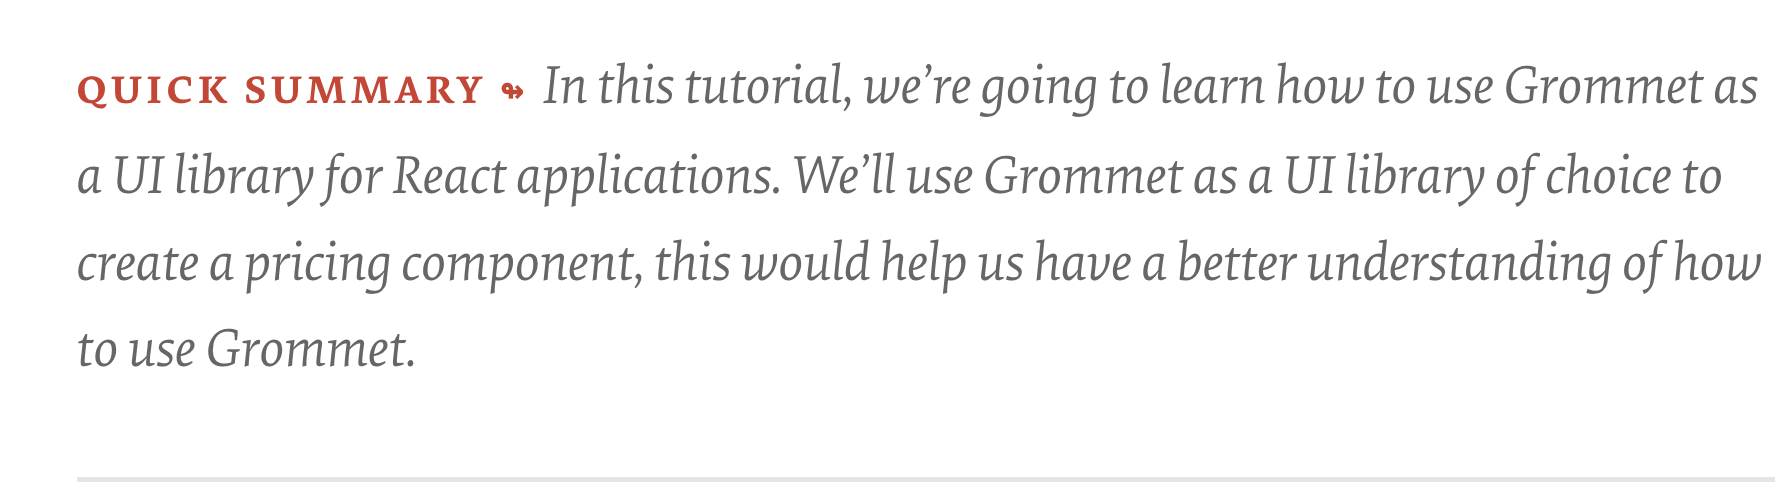 QUICK SUMMARY ↬ In this tutorial, we’re going to learn how to use Grommet as
a UI library for React applications. We’ll use Grommet as a UI library of choice to
create a pricing component, this would help us have a better understanding of how
to use Grommet.